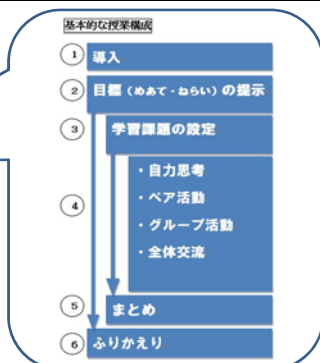 基本的な授業構成
1 導入
2 目標（めあて・ねらい）の提示
3 学習課題の設定
・自力思考
・ペア活動
4
・グループ活動
・全体交流
5 まとめ
6 ふりかえり